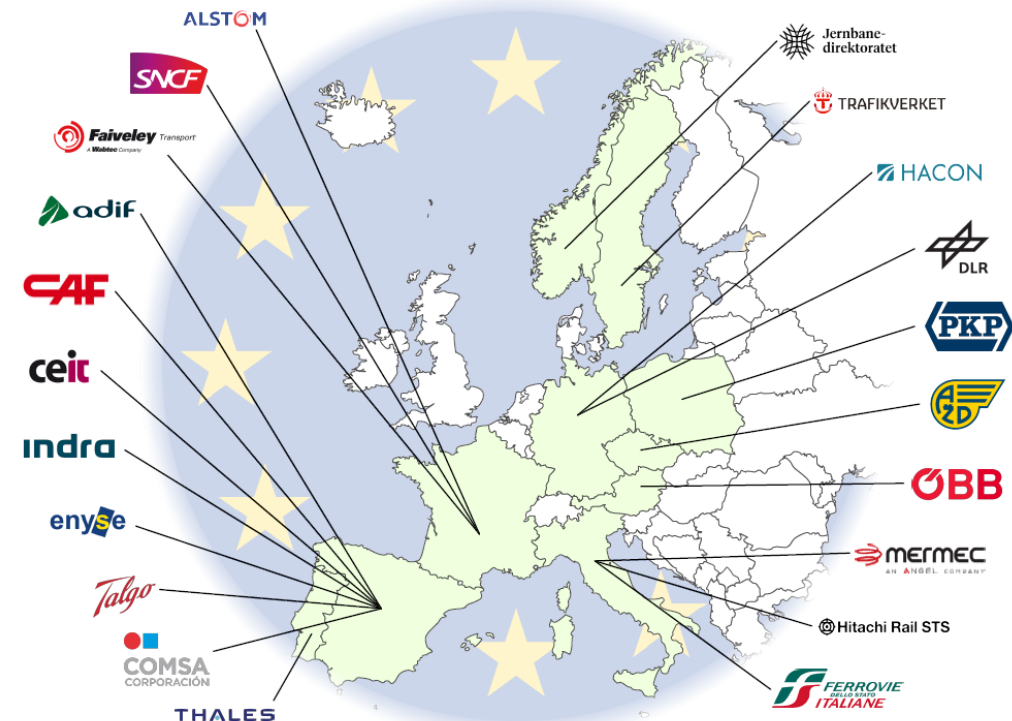 ALSTOM
SNCF
Faiveley Transport
A Wabtec Company
adif
CAF
ceit
indra
enyse
Talgo
COMSA
CORPORACIÓN
THALES
Jernbane-
direktoratet
TRAFIKVERKET
HACON
DLR
PKP
AŽD
ÖBB
mermec
AN ANGEL COMPANY
Hitachi Rail STS
FERROVIE
DELLO STATO
ITALIANE